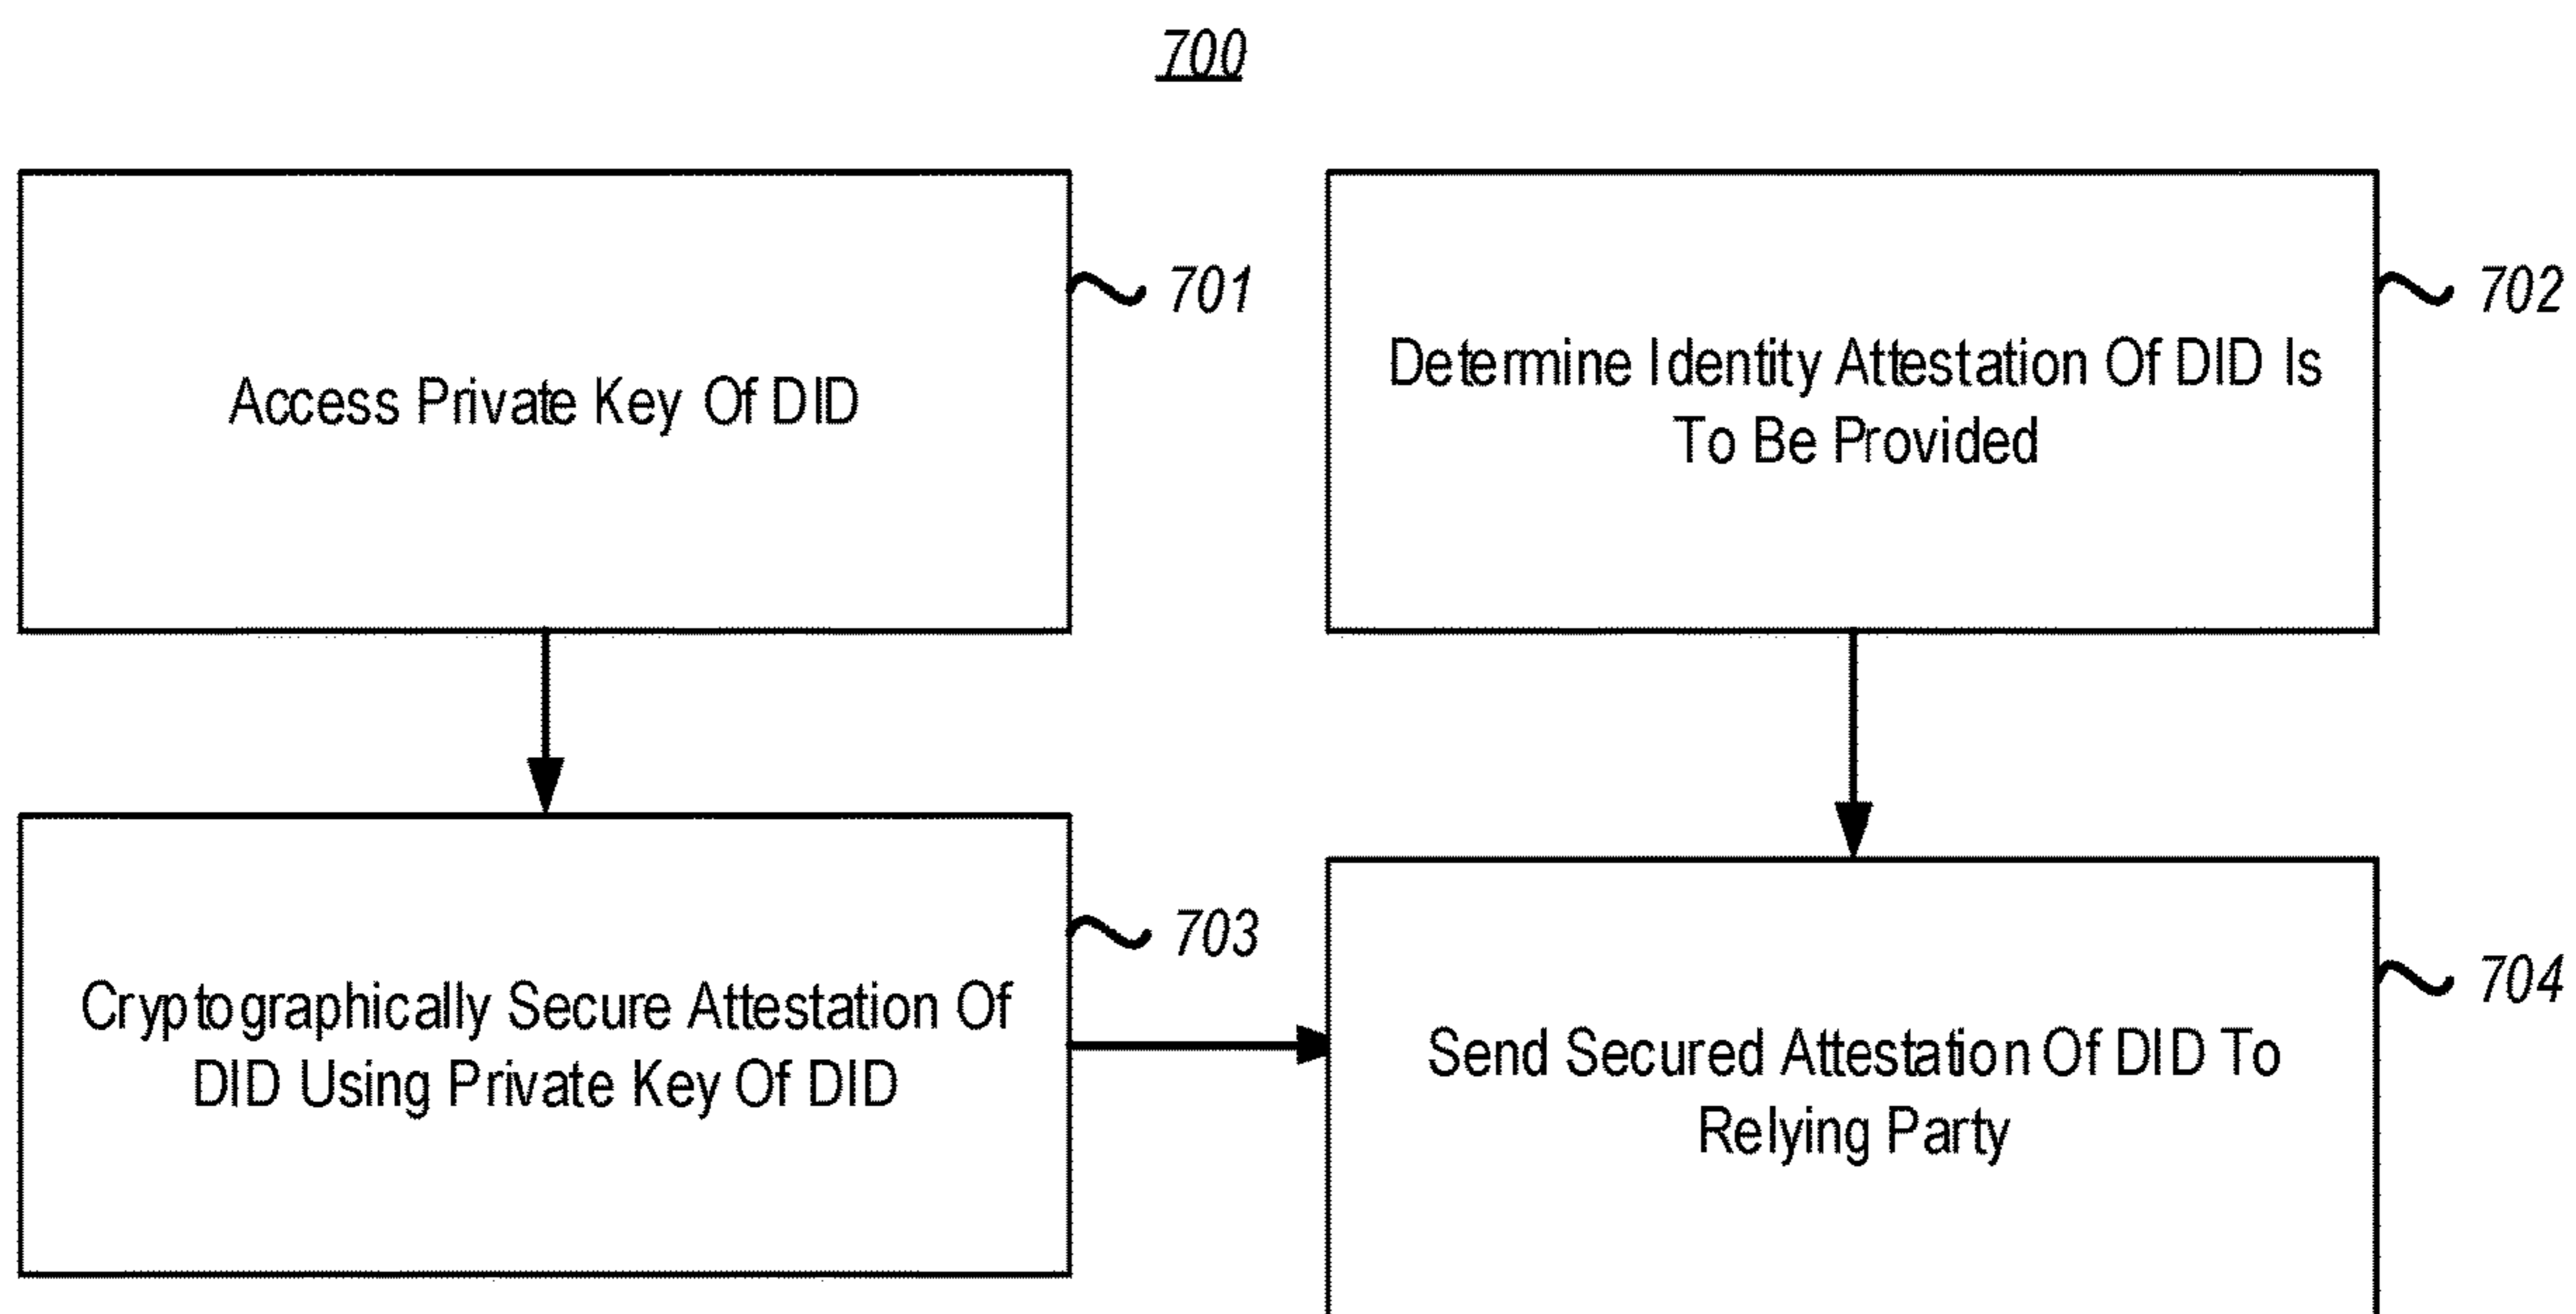 700
Access Private Key Of DID
701
Determine Identity Attestation Of DID Is
To Be Provided
702
Cryptographically Secure Attestation Of
DID Using Private Key Of DID
703
Send Secured Attestation Of DID To
Relying Party
704